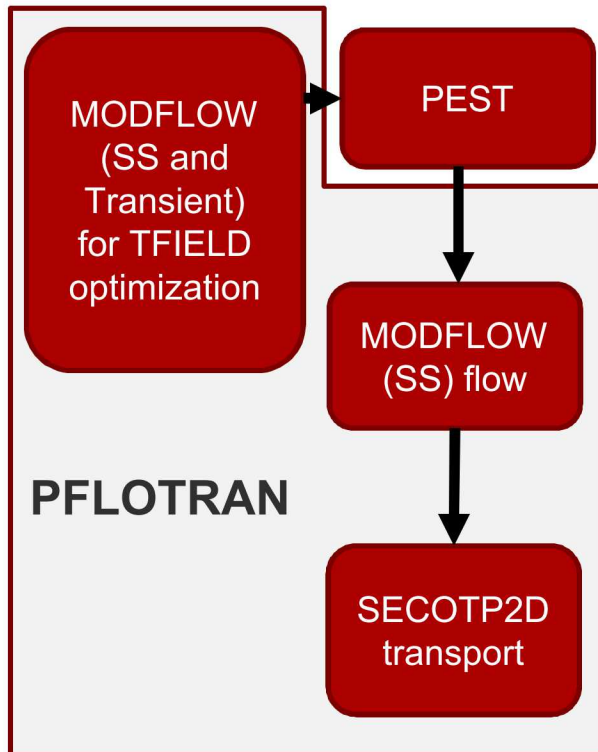 MODFLOW
(SS and
Transient)
for TFIELD
optimization
PEST
MODFLOW
(SS) flow
PFLOTRAN
SECOTP2D
transport